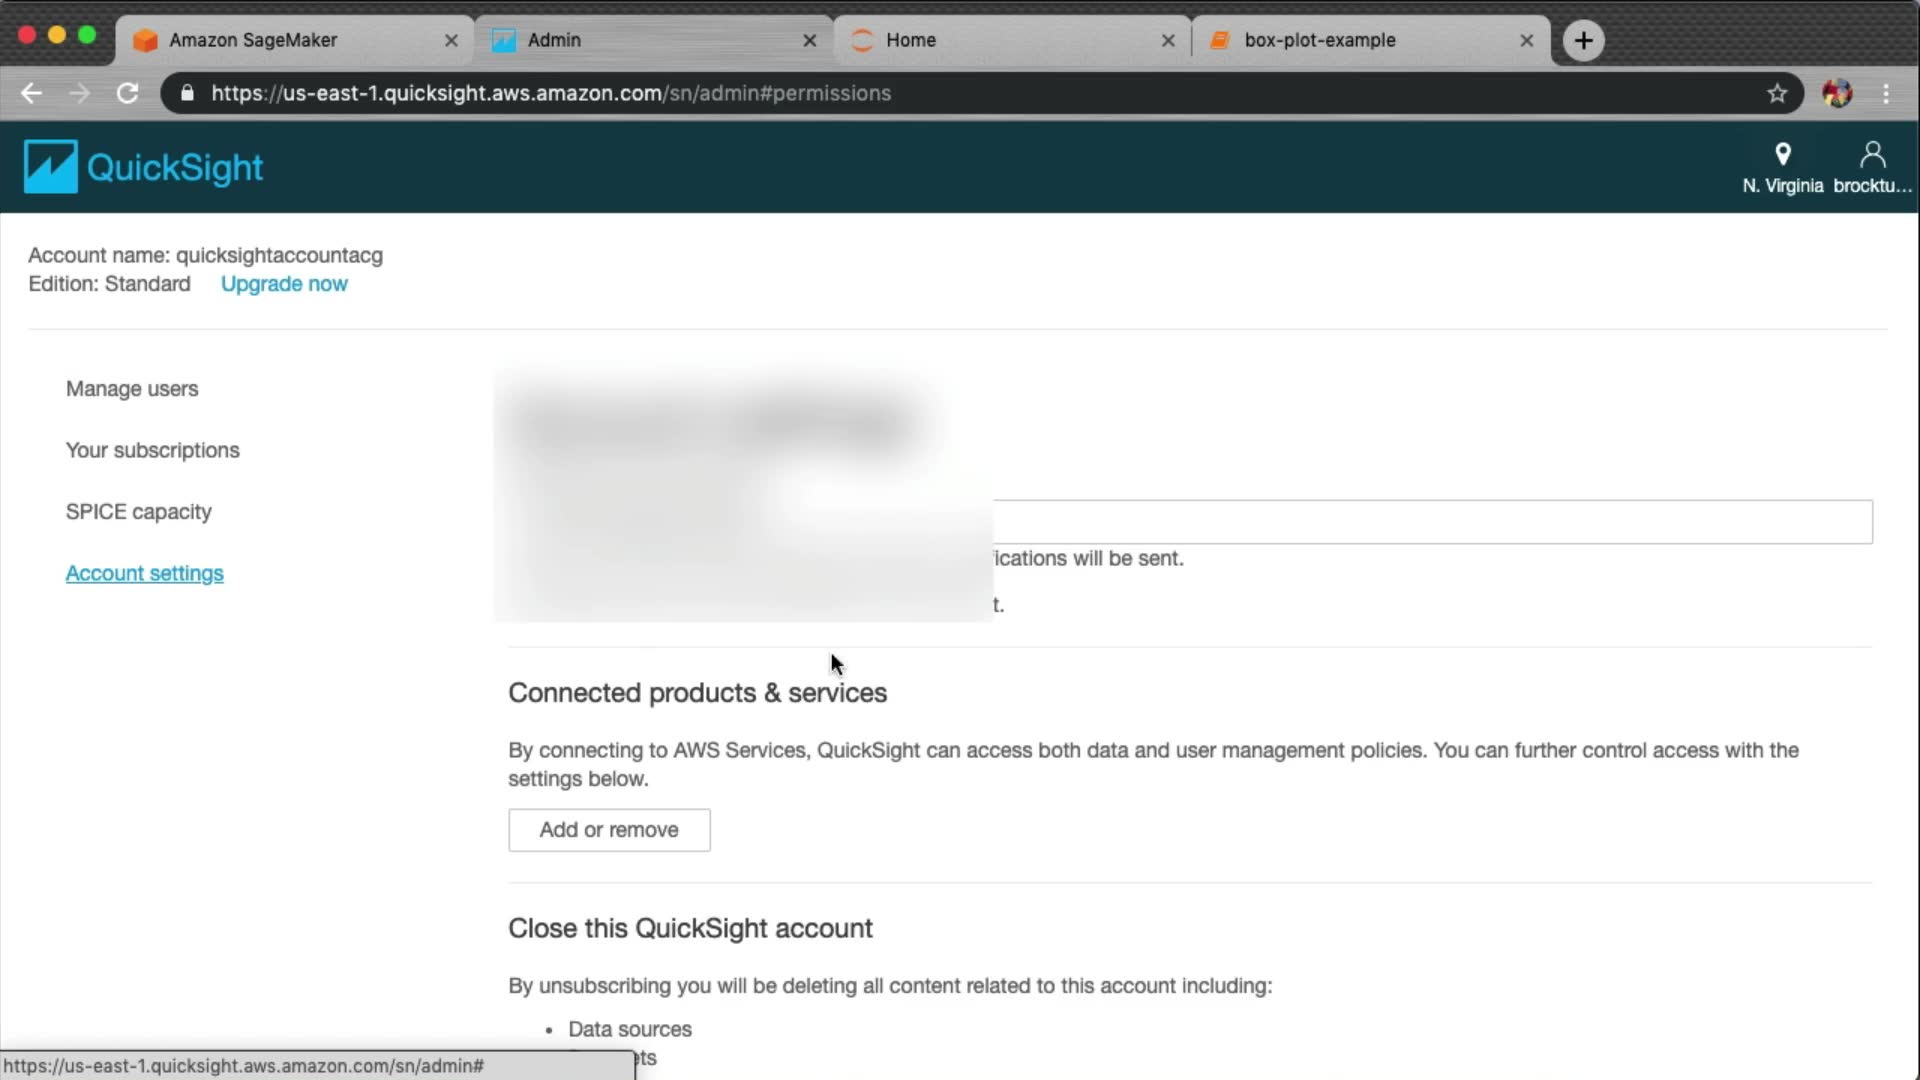 Amazon SageMaker
Admin
Home
box-plot-example
https://us-east-1.quicksight.aws.amazon.com/sn/admin#permissions
QuickSight
N. Virginia
brocktu...
Account name: quicksightaccountacg
Edition: Standard
Upgrade now
Manage users
Your subscriptions
SPICE capacity
Account settings
ications will be sent.
t.
Connected products & services
By connecting to AWS Services, QuickSight can access both data and user management policies. You can further control access with the
settings below.
Add or remove
Close this QuickSight account
By unsubscribing you will be deleting all content related to this account including:
• Data sources
ets
https://us-east-1.quicksight.aws.amazon.com/sn/admin#